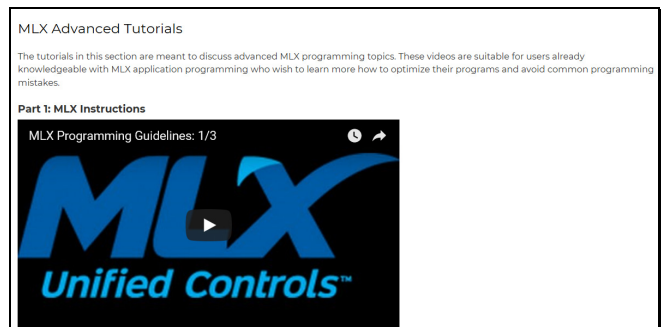 MLX Advanced Tutorials
The tutorials in this section are meant to discuss advanced MLX programming topics. These videos are suitable for users already
knowledgeable with MLX application programming who wish to learn more how to optimize their programs and avoid common programming
mistakes.
Part 1: MLX Instructions
MLX Programming Guidelines: 1/3
MLX
Unified Controls™